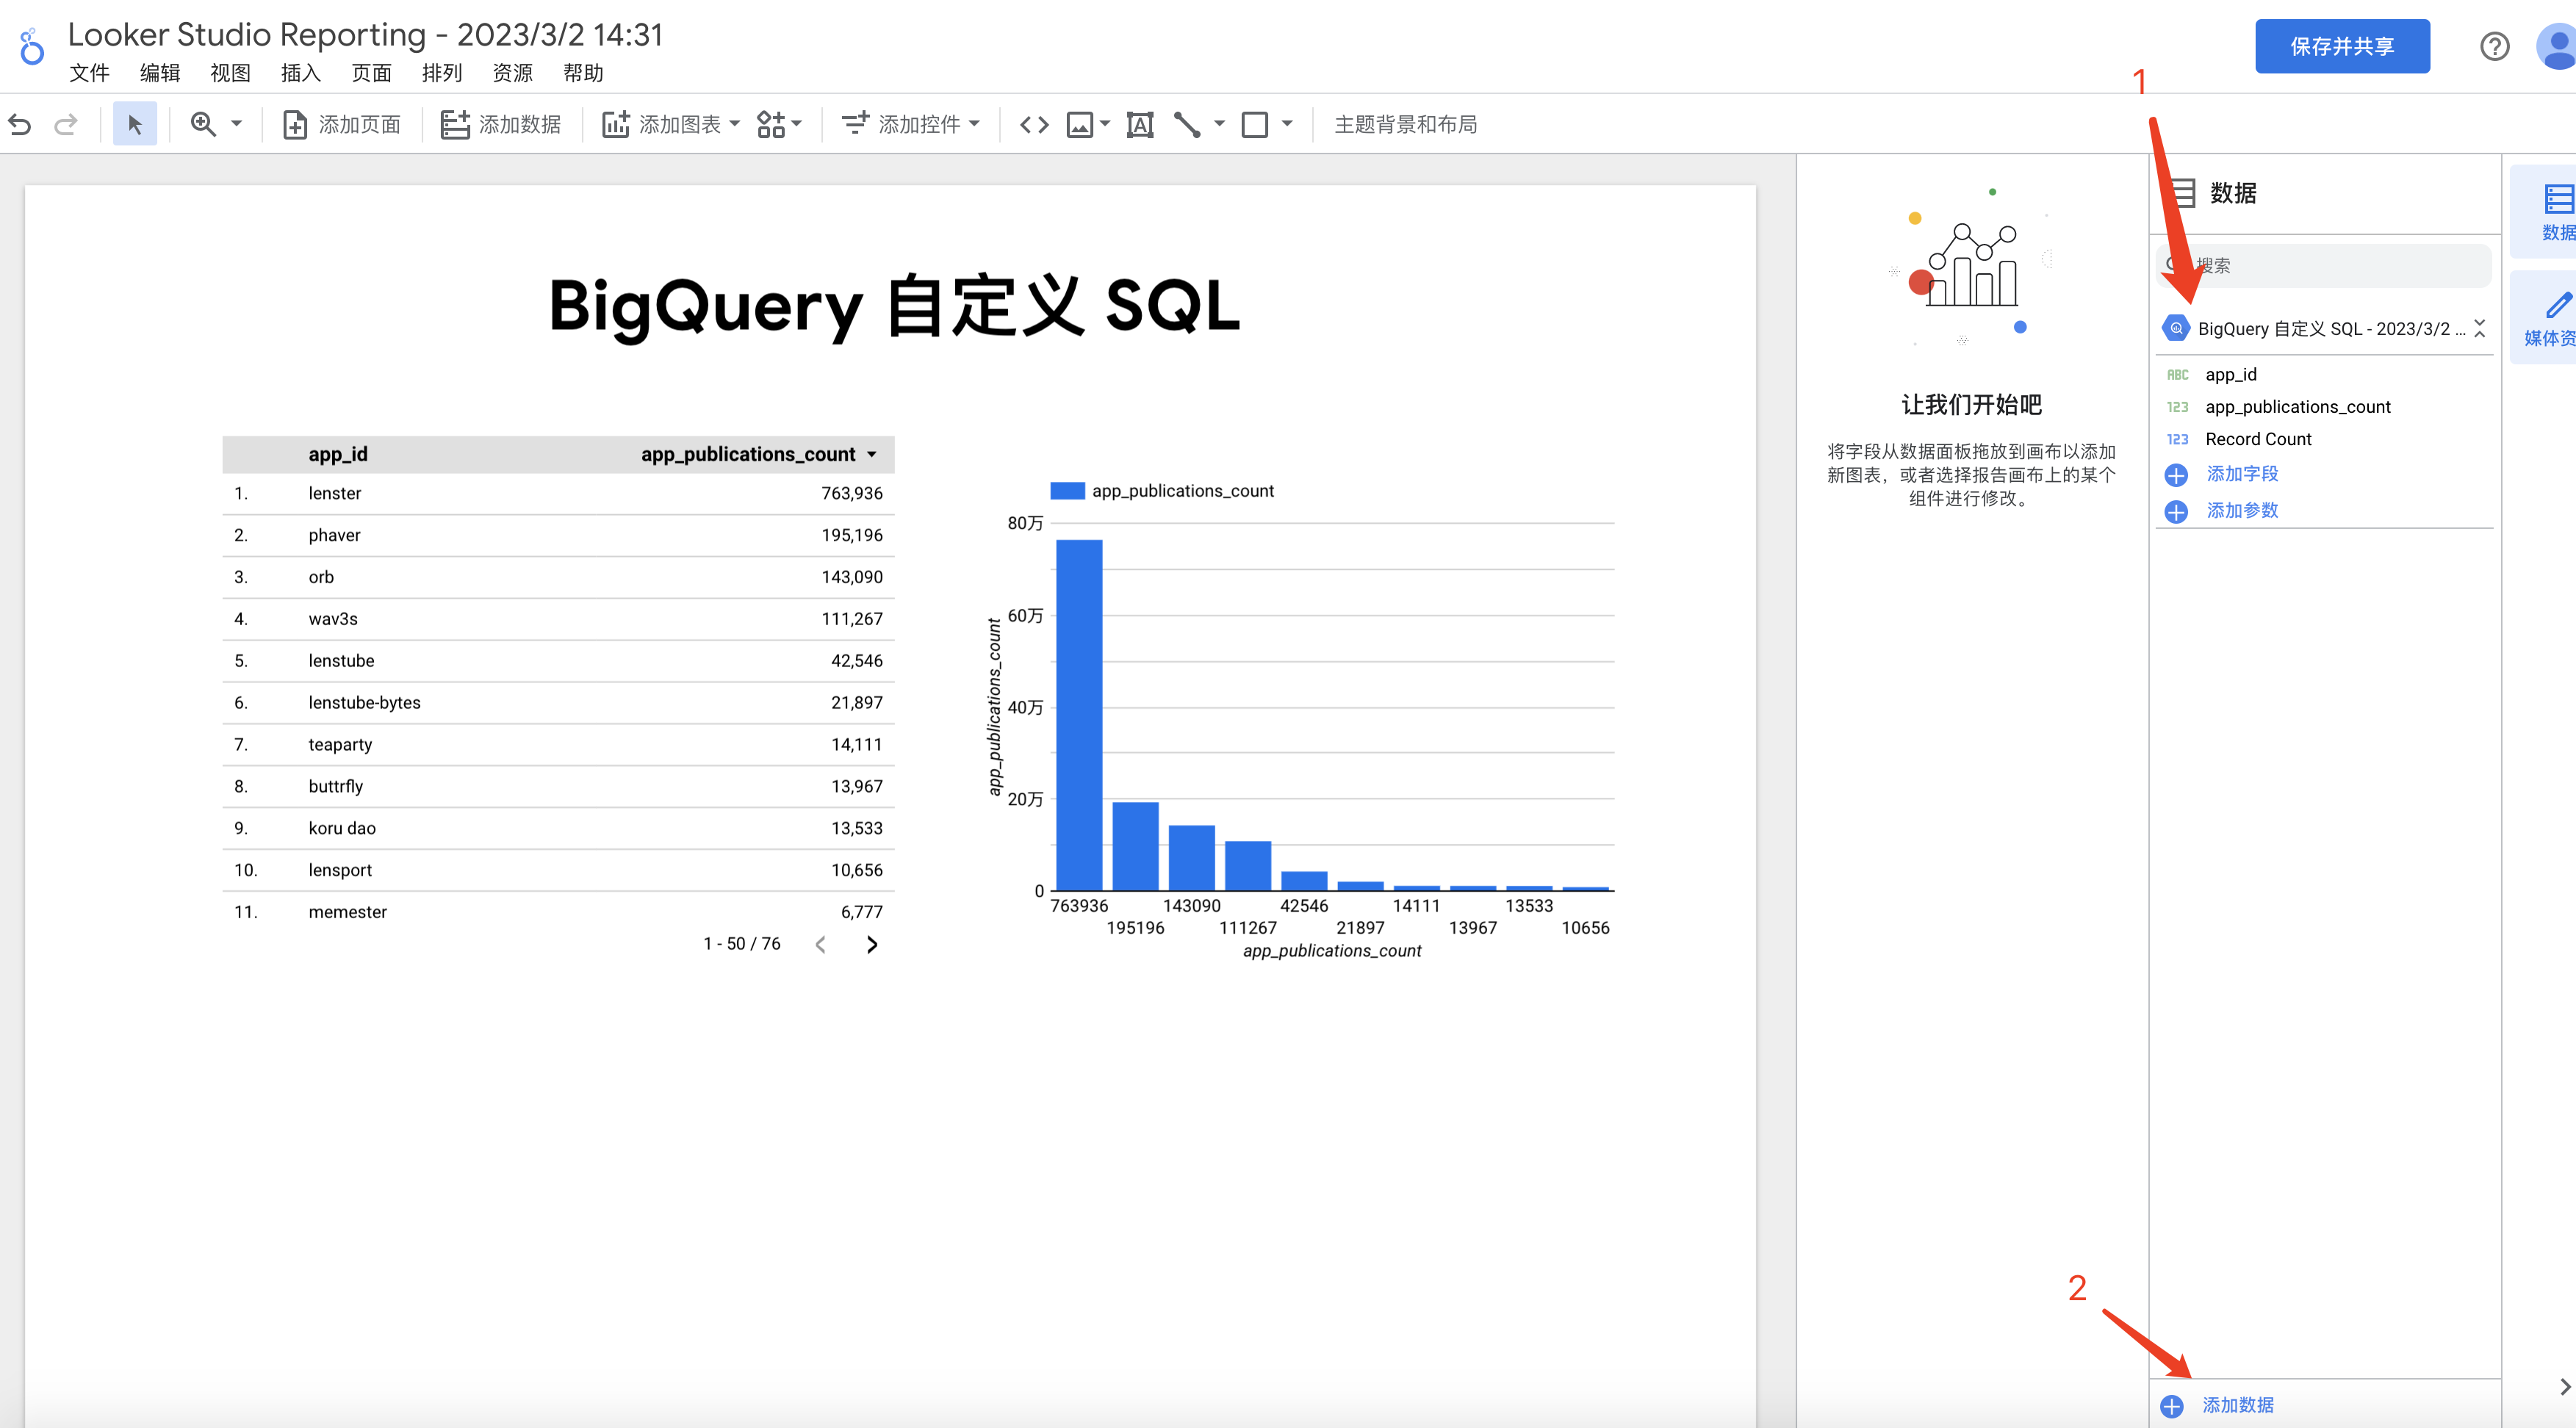 Looker Studio Reporting - 2023/3/2 14:31
文件 编辑 视图 插入 页面 排列 资源 帮助
保存并共享
1
添加页面 添加数据 添加图表 添加控件 主题背景和布局
BigQuery 自定义 SQL
app_id app_publications_count
1. lenster 763,936
2. phaver 195,196
3. orb 143,090
4. wav3s 111,267
5. lenstube 42,546
6. lenstube-bytes 21,897
7. teaparty 14,111
8. buttrfly 13,967
9. koru dao 13,533
10. lensport 10,656
11. memester 6,777
1 - 50 / 76
app_publications_count
80万
60万
40万
20万
0
app_publications_count
763936 143090 42546 14111 13533
195196 111267 21897 13967 10656
app_publications_count
让我们开始吧
将字段从数据面板拖放到画布以添加
新图表，或者选择报告画布上的某个
组件进行修改。
数据
搜索
BigQuery 自定义 SQL - 2023/3/2 ...
ABC app_id
123 app_publications_count
123 Record Count
添加字段
添加参数
2
添加数据
数据
媒体资